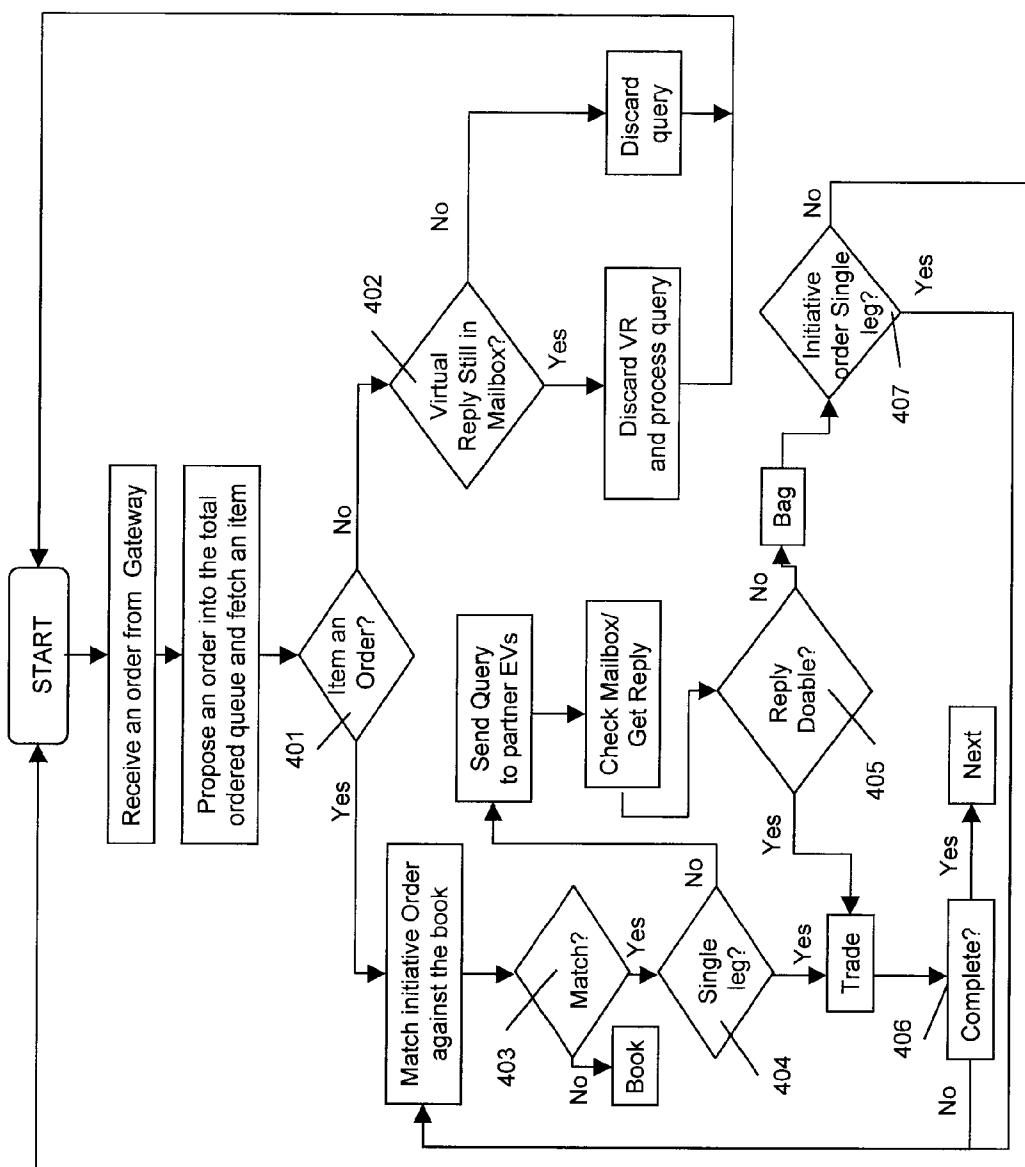 START
Receive an order from Gateway
Propose an order into the total
ordered queue and fetch an item
Item an
Order?
401
Yes
No
Virtual
Reply Still in
Mailbox?
402
No
Yes
Discard
query
Discard VR
and process query
Match initiative Order
against the book
Match?
403
No
Yes
Book
Single
leg?
404
No
Yes
Send Query
to partner EVs
Check Mailbox/
Get Reply
Reply
Doable?
405
Yes
No
Bag
Initiative
order Single
leg?
407
No
Yes
Trade
406
Complete?
Yes
No
Next